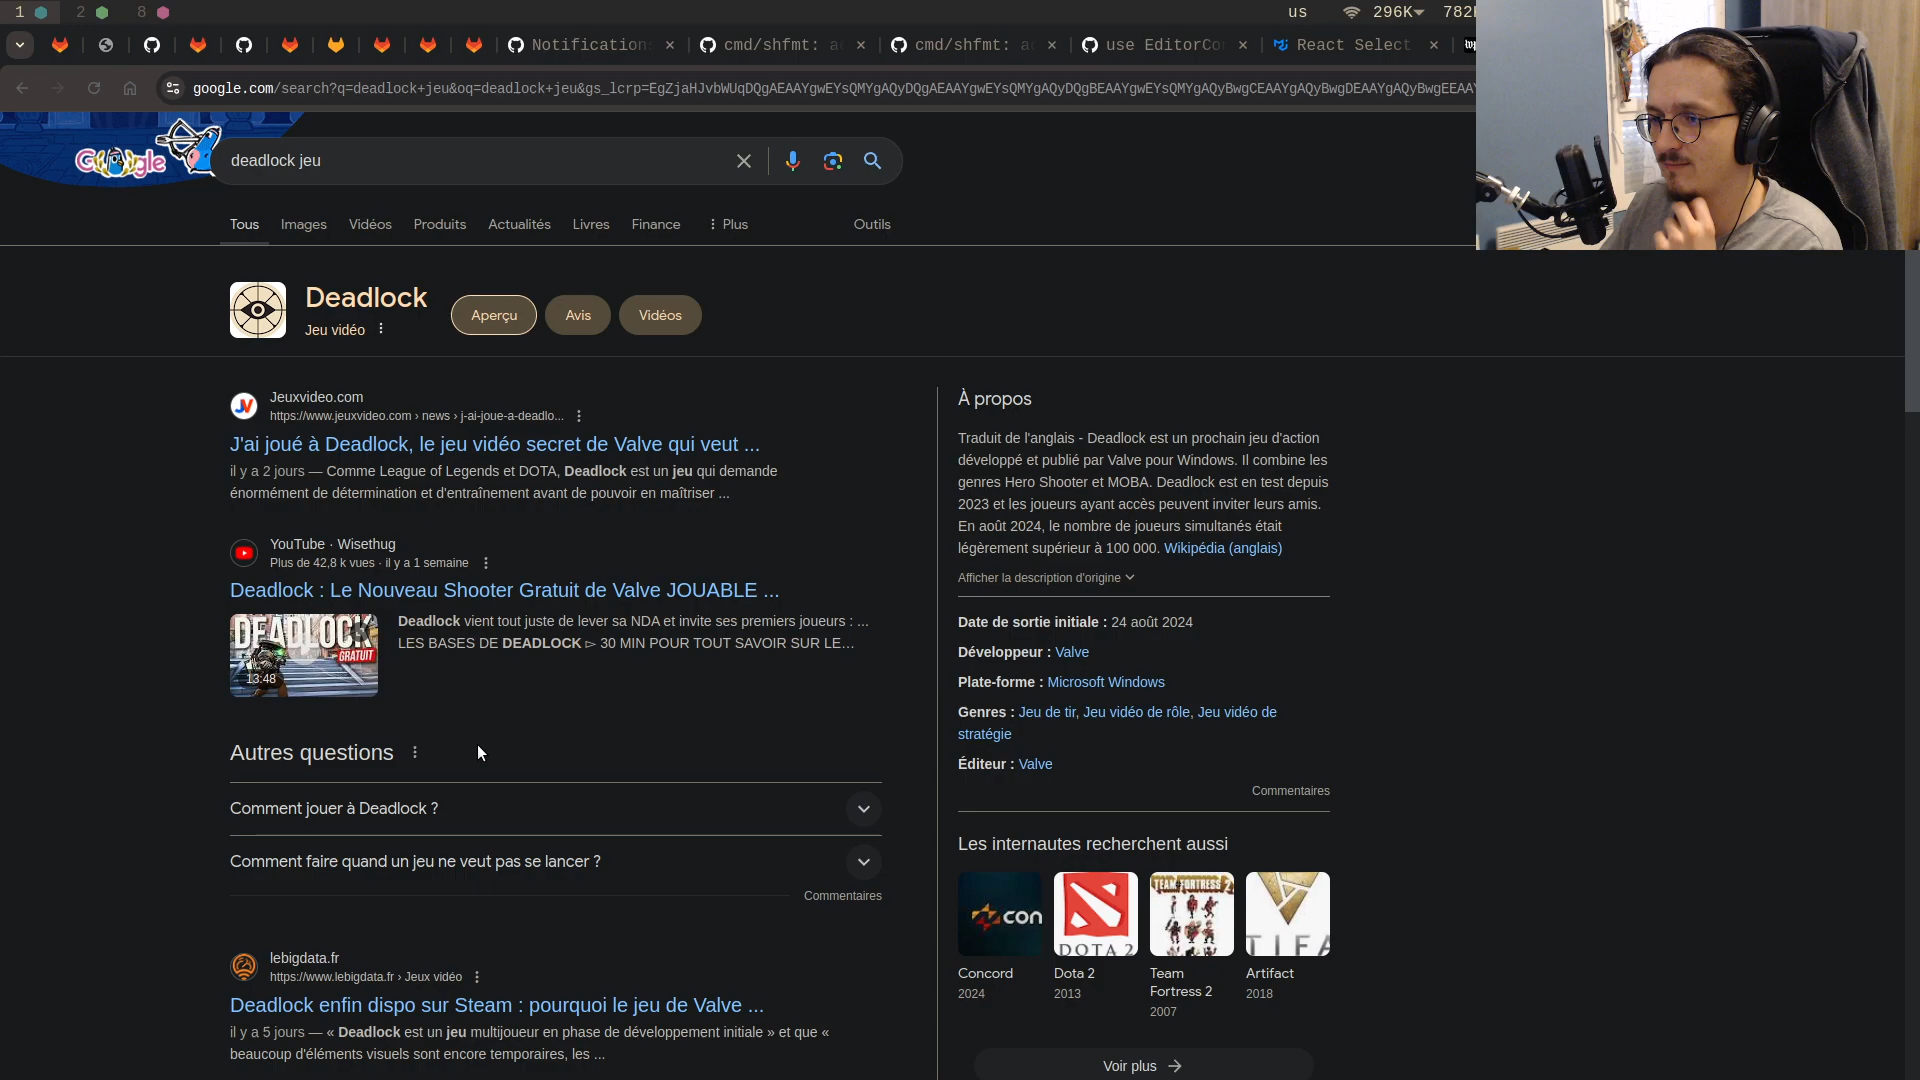 1 2 8 us 296K 782
Notification cmd/shfmt: a cmd/shfmt: a use EditorCo React Select
google.com/search?q=deadlock+jeu&oq=deadlock+jeu&gs_lcrp=EgZjaHJvbWUqDQgAEAAYgwEYsQMYgAQyDQgAEAAYgwEYsQMYgAQyDQgBEAAYgwEYsQMYgAQyBwgCEAAYgAQyBwgDEAAYgAQyBwgEEAAY
Google
deadlock jeu
Tous Images Vidéos Produits Actualités Livres Finance Plus Outils
Deadlock
Jeu vidéo
Aperçu Avis Vidéos
Jeuxvideo.com
https://www.jeuxvideo.com › news › j-ai-joue-a-deadlo...
J'ai joué à Deadlock, le jeu vidéo secret de Valve qui veut ...
il y a 2 jours — Comme League of Legends et DOTA, Deadlock est un jeu qui demande
énormément de détermination et d'entraînement avant de pouvoir en maîtriser ...
YouTube · Wisethug
Plus de 42,8 k vues · il y a 1 semaine
Deadlock : Le Nouveau Shooter Gratuit de Valve JOUABLE ...
DEADLOCK
GRATUIT
13:48
Deadlock vient tout juste de lever sa NDA et invite ses premiers joueurs : ...
LES BASES DE DEADLOCK ▻ 30 MIN POUR TOUT SAVOIR SUR LE...
Autres questions
Comment jouer à Deadlock ?
Comment faire quand un jeu ne veut pas se lancer ?
Commentaires
lebigdata.fr
https://www.lebigdata.fr › Jeux vidéo
Deadlock enfin dispo sur Steam : pourquoi le jeu de Valve ...
il y a 5 jours — « Deadlock est un jeu multijoueur en phase de développement initiale » et que «
beaucoup d'éléments visuels sont encore temporaires, les ...
À propos
Traduit de l'anglais - Deadlock est un prochain jeu d'action
développé et publié par Valve pour Windows. Il combine les
genres Hero Shooter et MOBA. Deadlock est en test depuis
2023 et les joueurs ayant accès peuvent inviter leurs amis.
En août 2024, le nombre de joueurs simultanés était
légèrement supérieur à 100 000. Wikipédia (anglais)
Afficher la description d'origine
Date de sortie initiale : 24 août 2024
Développeur : Valve
Plate-forme : Microsoft Windows
Genres : Jeu de tir, Jeu vidéo de rôle, Jeu vidéo de
stratégie
Éditeur : Valve
Commentaires
Les internautes recherchent aussi
con
DOTA 2
TEAM FORTRESS 2
TIFA
Concord
2024
Dota 2
2013
Team
Fortress 2
2007
Artifact
2018
Voir plus